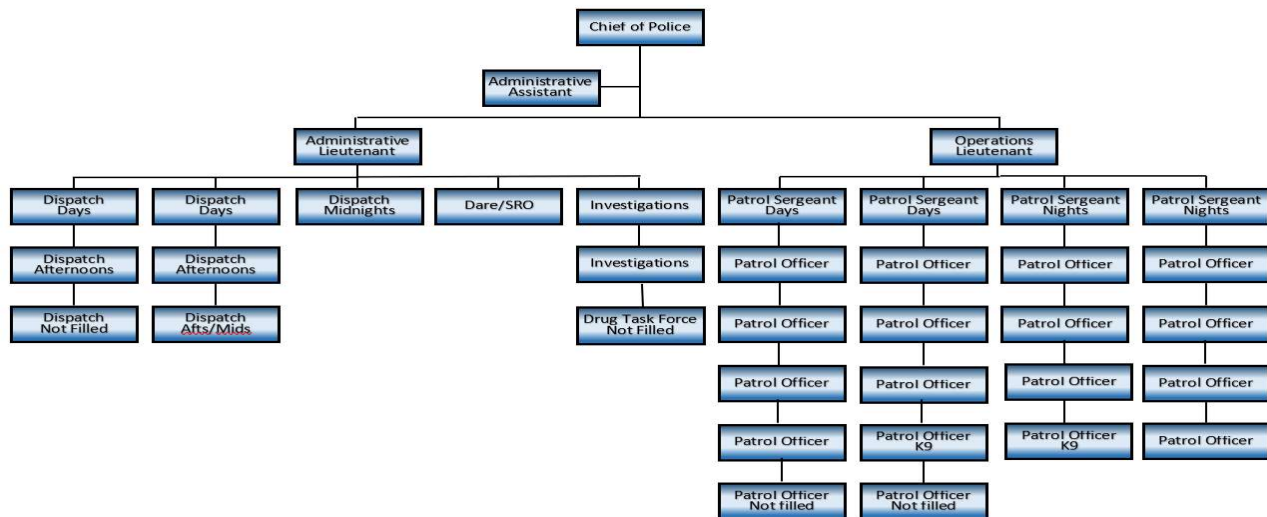 Chief of Police
Administrative
Assistant
Administrative
Lieutenant
Operations
Lieutenant
Dispatch
Days
Dispatch
Days
Dispatch
Midnights
Dare/SRO
Investigations
Patrol Sergeant
Days
Patrol Sergeant
Days
Patrol Sergeant
Nights
Patrol Sergeant
Nights
Dispatch
Afternoons
Dispatch
Afternoons
Investigations
Patrol Officer
Patrol Officer
Patrol Officer
Patrol Officer
Dispatch
Not Filled
Dispatch
Afts/Mids
Drug Task Force
Not Filled
Patrol Officer
Patrol Officer
Patrol Officer
Patrol Officer
Patrol Officer
Patrol Officer
Patrol Officer
Patrol Officer
Patrol Officer
Patrol Officer
K9
Patrol Officer
K9
Patrol Officer
Patrol Officer
Not filled
Patrol Officer
Not filled